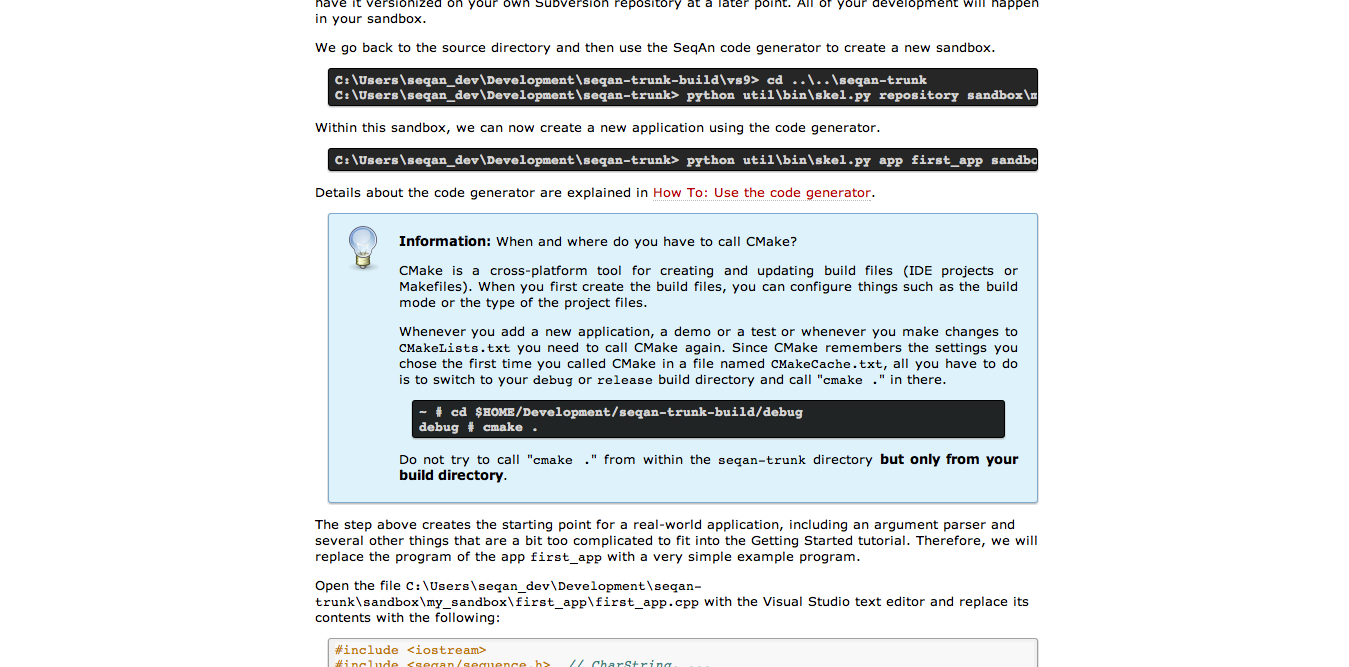 have it versionized on your own Subversion repository at a later point. All of your development will happen
in your sandbox.
We go back to the source directory and then use the SeqAn code generator to create a new sandbox.
C:\Users\seqan_dev\Development\seqan-trunk-build\vs9> cd ..\..\seqan-trunk
C:\Users\seqan_dev\Development\seqan-trunk> python util\bin\skel.py repository sandbox\m
Within this sandbox, we can now create a new application using the code generator.
C:\Users\seqan_dev\Development\seqan-trunk> python util\bin\skel.py app first_app sandbo
Details about the code generator are explained in How To: Use the code generator.
Information: When and where do you have to call CMake?
CMake is a cross-platform tool for creating and updating build files (IDE projects or
Makefiles). When you first create the build files, you can configure things such as the build
mode or the type of the project files.
Whenever you add a new application, a demo or a test or whenever you make changes to
CMakeLists.txt you need to call CMake again. Since CMake remembers the settings you
chose the first time you called CMake in a file named CMakeCache.txt, all you have to do
is to switch to your debug or release build directory and call "cmake ." in there.
~ # cd $HOME/Development/seqan-trunk-build/debug
debug # cmake .
Do not try to call "cmake ." from within the seqan-trunk directory but only from your
build directory.
The step above creates the starting point for a real-world application, including an argument parser and
several other things that are a bit too complicated to fit into the Getting Started tutorial. Therefore, we will
replace the program of the app first_app with a very simple example program.
Open the file C:\Users\seqan_dev\Development\seqan-
trunk\sandbox\my_sandbox\first_app\first_app.cpp with the Visual Studio text editor and replace its
contents with the following:
#include <iostream>
#include <seqan/sequence.h>  // CharString, ...